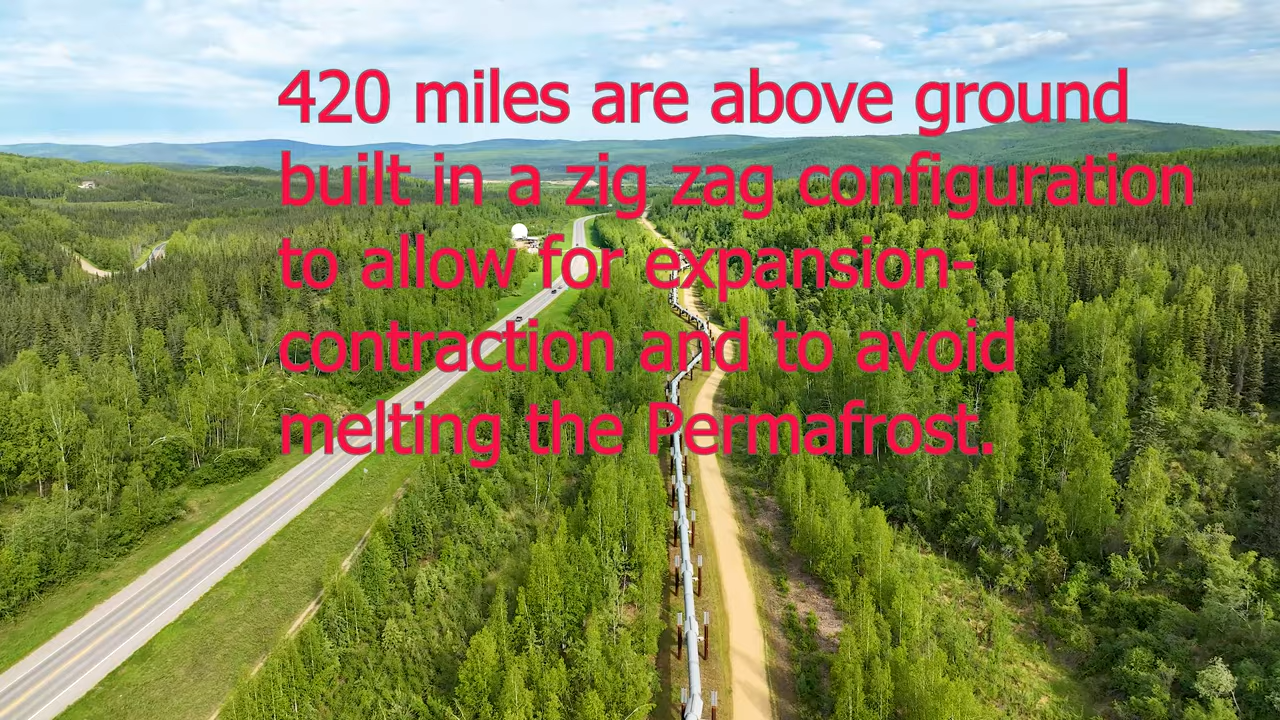 420 miles are above ground
built in a zig zag configuration
to allow for expansion-
contraction and to avoid
melting the Permafrost.